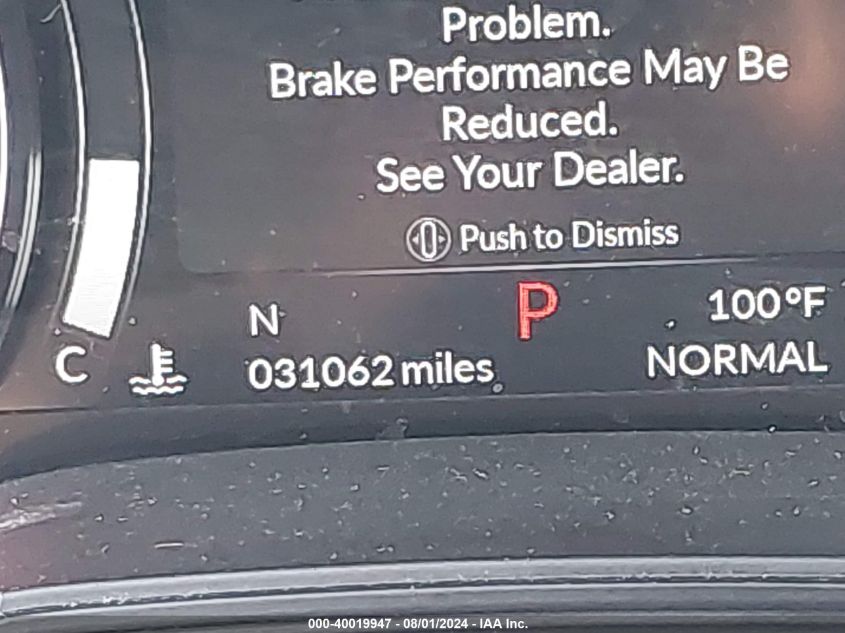 Problem.
Brake Performance May Be
Reduced.
See Your Dealer.
Push to Dismiss
N
P
100°F
C
031062 miles
NORMAL
000-40019947 - 08/01/2024 - IAA Inc.